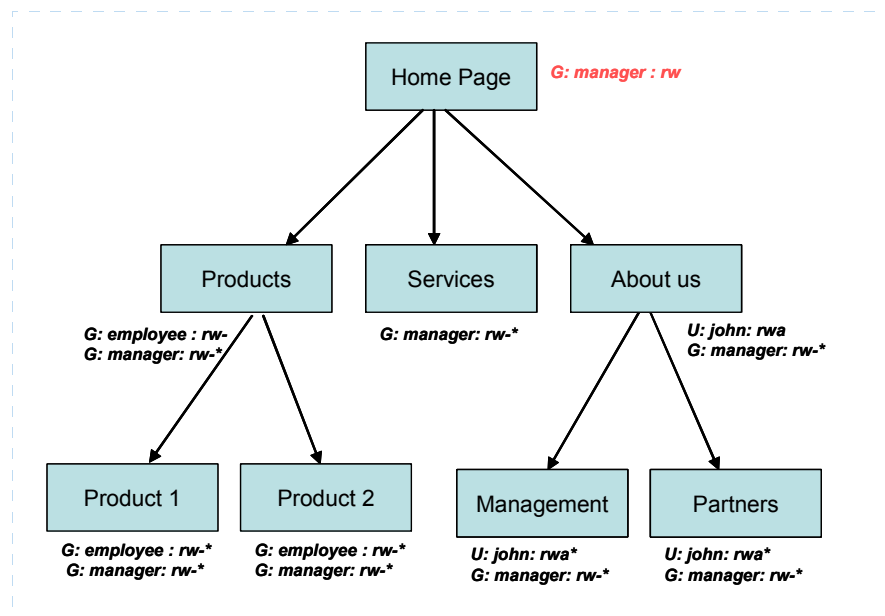 Home Page
G: manager : rw
Products
Services
About us
G: employee : rw-
G: manager: rw-*
G: manager: rw-*
U: john: rwa
G: manager: rw-*
Product 1
Product 2
Management
Partners
G: employee : rw-*
G: manager: rw-*
G: employee : rw-*
G: manager: rw-*
U: john: rwa*
G: manager: rw-*
U: john: rwa*
G: manager: rw-*